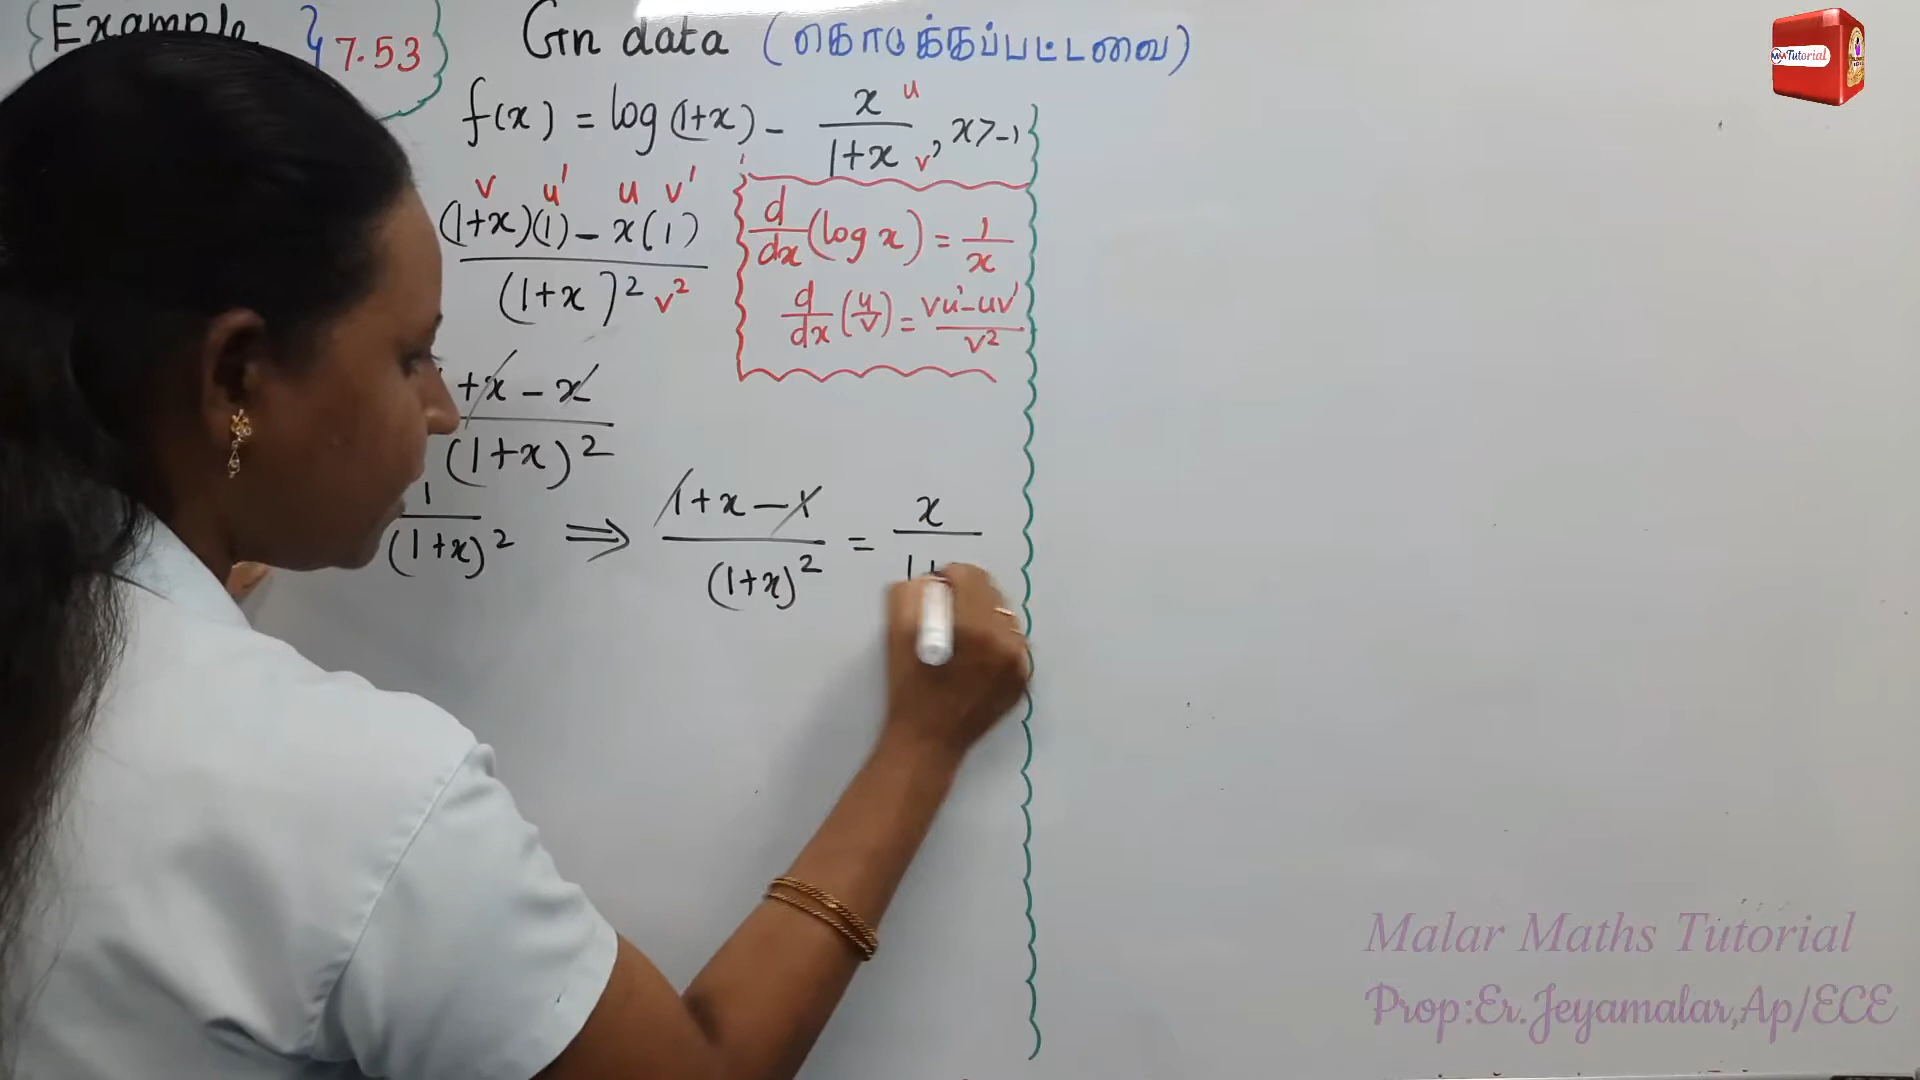 Example 7.53
Gn data (கொடுக்கப்பட்டவை)
f(x) = log(1+x) - x/1+x , x>-1
u
v
v u' u v'
(1+x)(1) - x(1)
(1+x)² v²
d/dx (log x) = 1/x
d/dx (u/v) = vu'-uv'/v²
+x - x
(1+x)²
1/(1+x)² ⇒ 1+x-1/(1+x)² = x/1+
Tutorial
Malar Maths Tutorial
Prop:Er.Jeyamalar,Ap/ECE